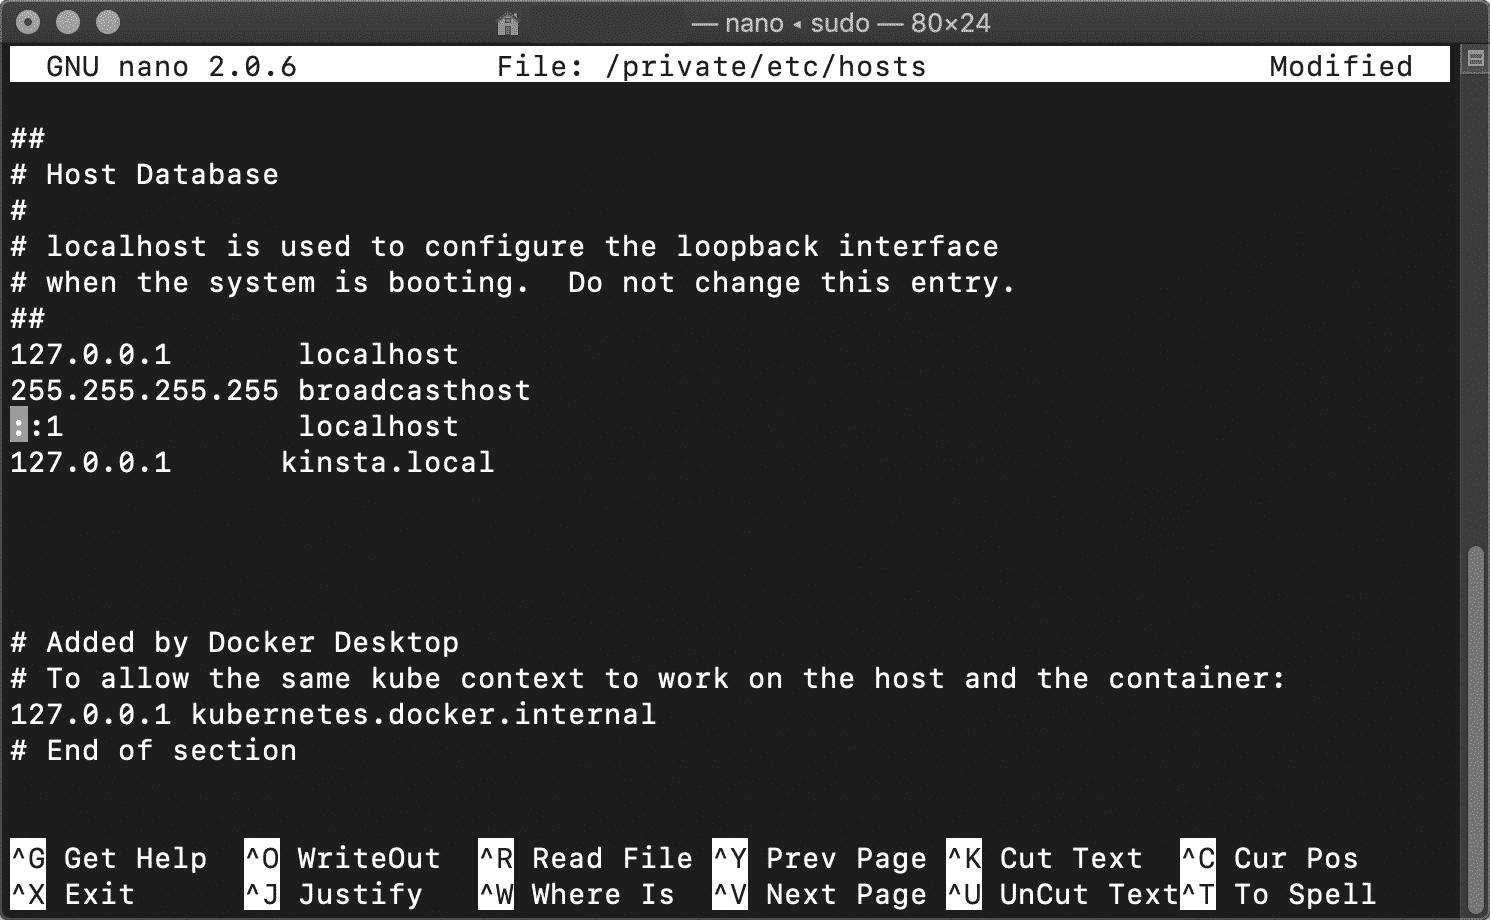 — nano ◂ sudo — 80×24
GNU nano 2.0.6 File: /private/etc/hosts Modified
##
# Host Database
#
# localhost is used to configure the loopback interface
# when the system is booting.  Do not change this entry.
##
127.0.0.1       localhost
255.255.255.255 broadcasthost
::1             localhost
127.0.0.1      kinsta.local
# Added by Docker Desktop
# To allow the same kube context to work on the host and the container:
127.0.0.1 kubernetes.docker.internal
# End of section
^G Get Help  ^O WriteOut  ^R Read File ^Y Prev Page ^K Cut Text  ^C Cur Pos
^X Exit      ^J Justify   ^W Where Is  ^V Next Page ^U UnCut Text^T To Spell